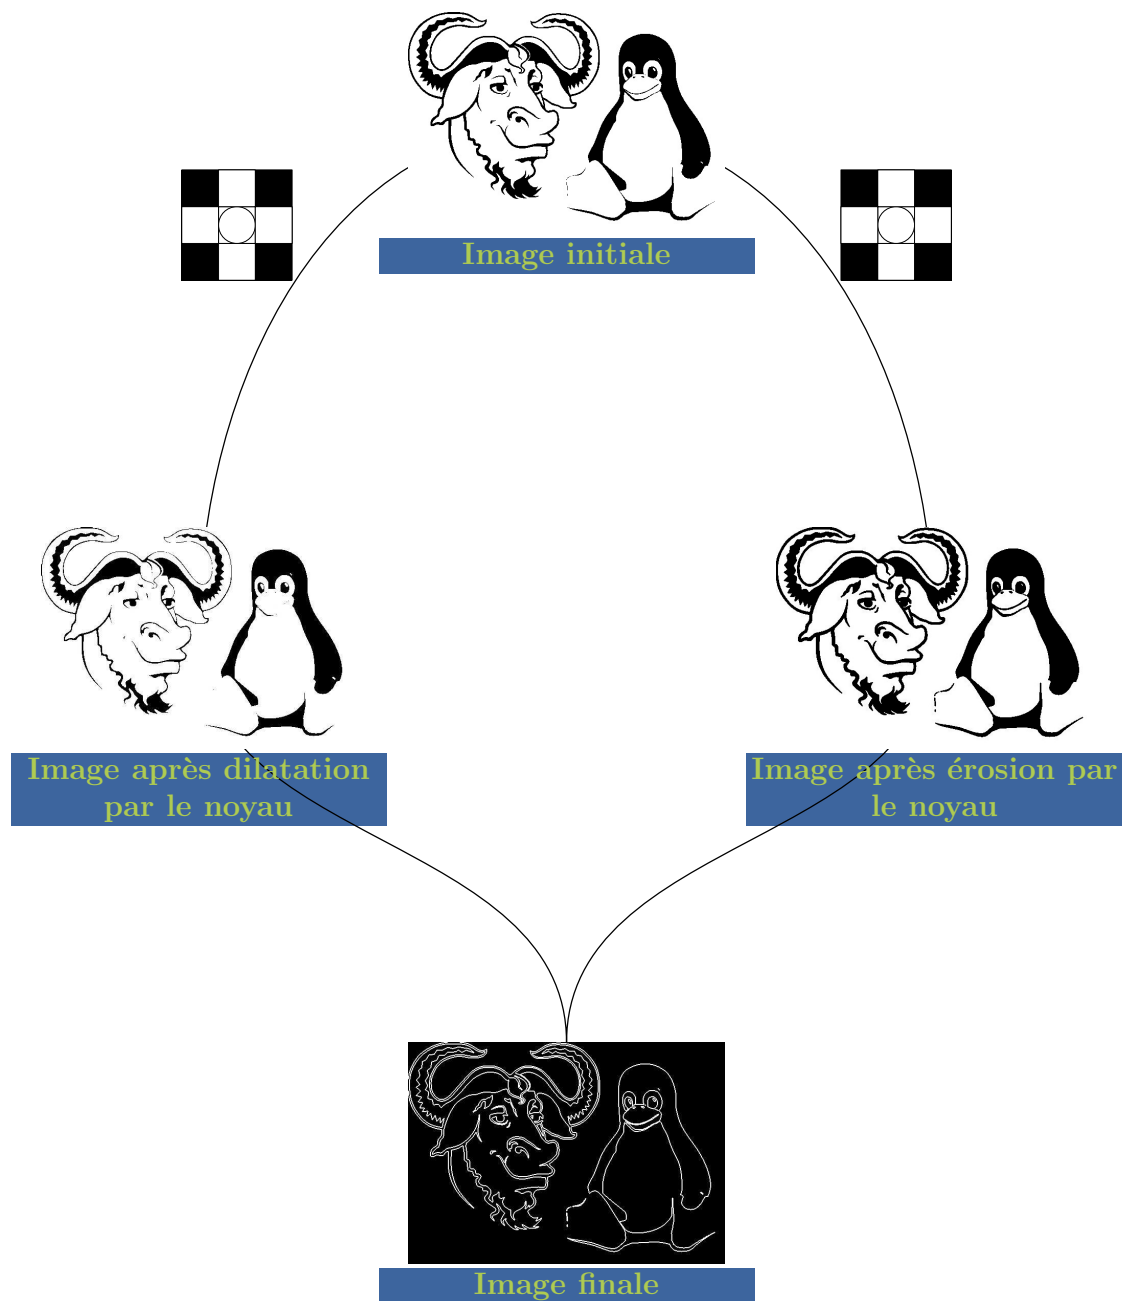 Image initiale
Image après dilatation
par le noyau
Image après érosion par
le noyau
Image finale